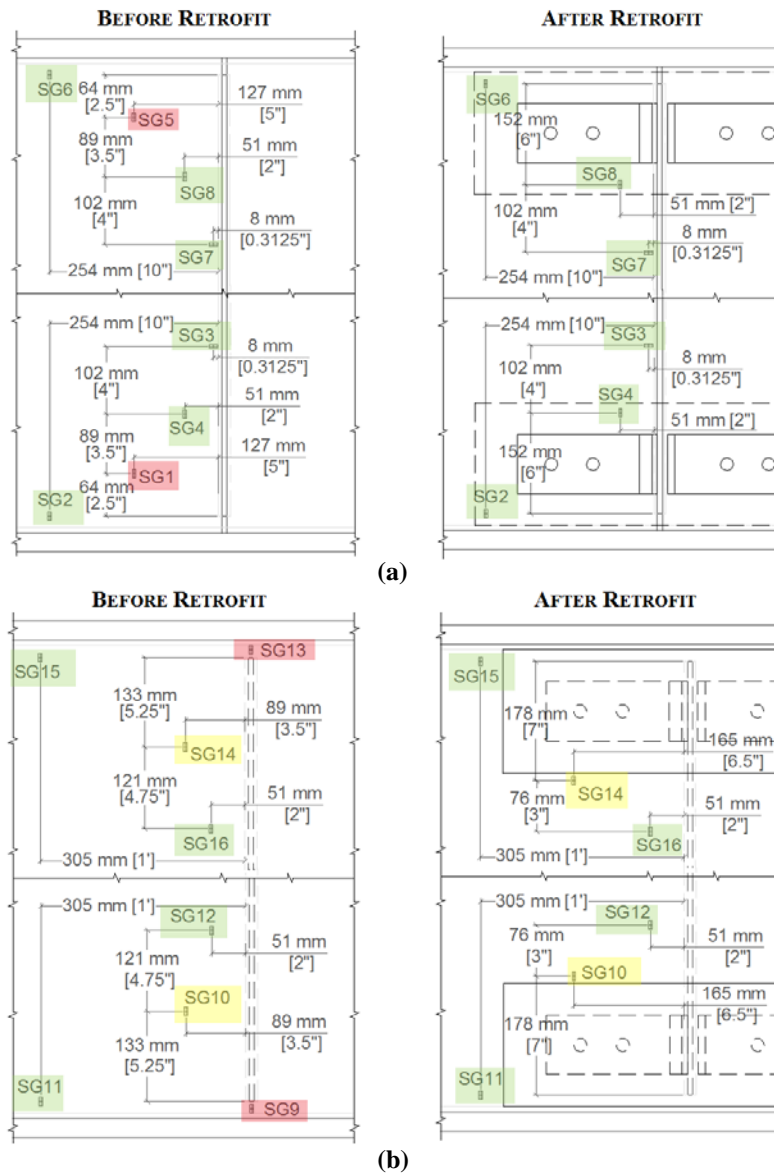 BEFORE RETROFIT
AFTER RETROFIT
SG6
64 mm
[2.5"]
127 mm
[5"]
SG5
89 mm
[3.5"]
51 mm
[2"]
SG8
102 mm
[4"]
8 mm
[0.3125"]
SG7
254 mm [10"]
254 mm [10"]
SG3
8 mm
[0.3125"]
102 mm
[4"]
51 mm
[2"]
SG4
89 mm
[3.5"]
127 mm
[5"]
SG1
SG2
64 mm
[2.5"]
SG6
152 mm
[6"]
SG8
51 mm [2"]
102 mm
[4"]
8 mm
[0.3125"]
SG7
254 mm [10"]
254 mm [10"]
SG3
8 mm
[0.3125"]
102 mm
[4"]
SG4
51 mm [2"]
152 mm
[6"]
SG2
(a)
BEFORE RETROFIT
AFTER RETROFIT
SG13
SG15
133 mm
[5.25"]
89 mm
[3.5"]
SG14
121 mm
[4.75"]
51 mm
[2"]
SG16
305 mm [1']
305 mm [1']
SG12
51 mm
[2"]
121 mm
[4.75"]
SG10
89 mm
[3.5"]
133 mm
[5.25"]
SG11
SG9
SG15
178 mm
[7"]
165 mm
[6.5"]
SG14
76 mm
[3"]
51 mm
[2"]
SG16
305 mm [1']
305 mm [1']
SG12
76 mm
[3"]
51 mm
[2"]
SG10
165 mm
[6.5"]
178 mm
[7"]
SG11
(b)